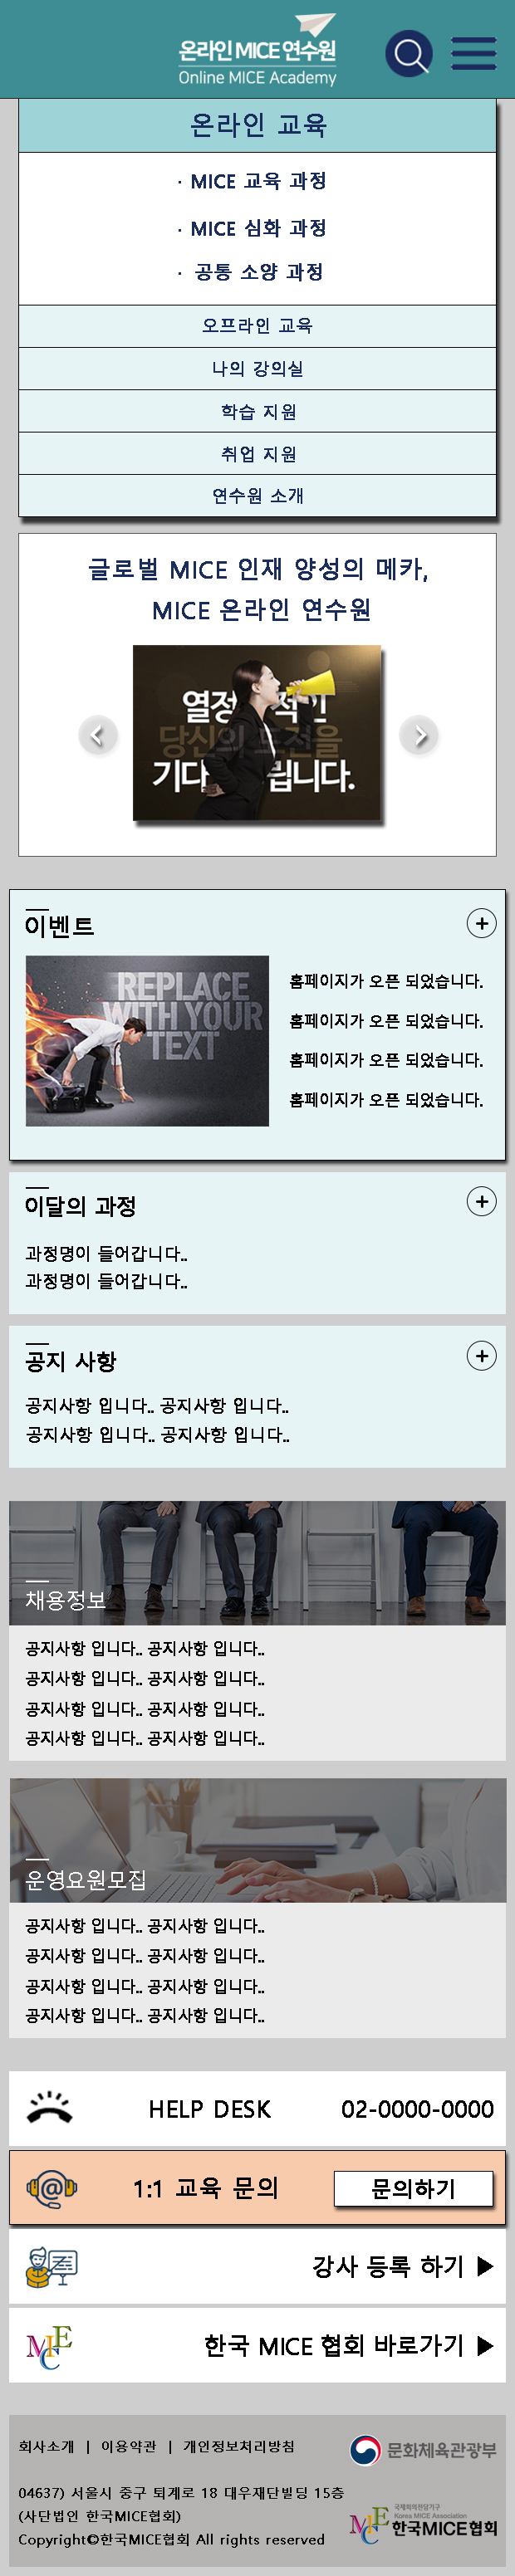 온라인 MICE 연수원
Online MICE Academy
온라인 교육
· MICE 교육 과정
· MICE 심화 과정
· 공통 소양 과정
오프라인 교육
나의 강의실
학습 지원
취업 지원
연수원 소개
글로벌 MICE 인재 양성의 메카,
MICE 온라인 연수원
열정
적인
당신의 도전을
기다
립니다.
이벤트
REPLACE
WITH YOUR
TEXT
홈페이지가 오픈 되었습니다.
홈페이지가 오픈 되었습니다.
홈페이지가 오픈 되었습니다.
홈페이지가 오픈 되었습니다.
이달의 과정
과정명이 들어갑니다..
과정명이 들어갑니다..
공지 사항
공지사항 입니다.. 공지사항 입니다..
공지사항 입니다.. 공지사항 입니다..
채용정보
공지사항 입니다.. 공지사항 입니다..
공지사항 입니다.. 공지사항 입니다..
공지사항 입니다.. 공지사항 입니다..
공지사항 입니다.. 공지사항 입니다..
운영요원모집
공지사항 입니다.. 공지사항 입니다..
공지사항 입니다.. 공지사항 입니다..
공지사항 입니다.. 공지사항 입니다..
공지사항 입니다.. 공지사항 입니다..
HELP DESK 02-0000-0000
1:1 교육 문의 문의하기
강사 등록 하기 ▶
MICE 한국 MICE 협회 바로가기 ▶
회사소개 | 이용약관 | 개인정보처리방침
문화체육관광부
04637) 서울시 중구 퇴계로 18 대우재단빌딩 15층
(사단법인 한국MICE협회)
Copyright©한국MICE협회 All rights reserved
국제회의전담기구
Korea MICE Association
MICE 한국MICE협회